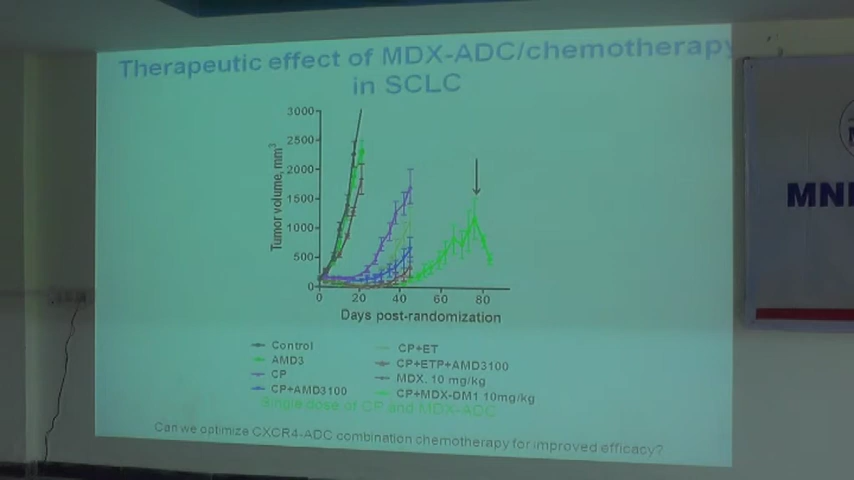 Therapeutic effect of MDX-ADC/chemotherapy
in SCLC
3000
2500
2000
1500
1000
500
0
Tumor volume, mm³
0 20 40 60 80
Days post-randomization
Control
AMD3
CP
CP+AMD3100
CP+ET
CP+ETP+AMD3100
MDX. 10 mg/kg
CP+MDX-DM1 10mg/kg
Single dose of CP and MDX-ADC
Can we optimize CXCR4-ADC combination chemotherapy for improved efficacy?